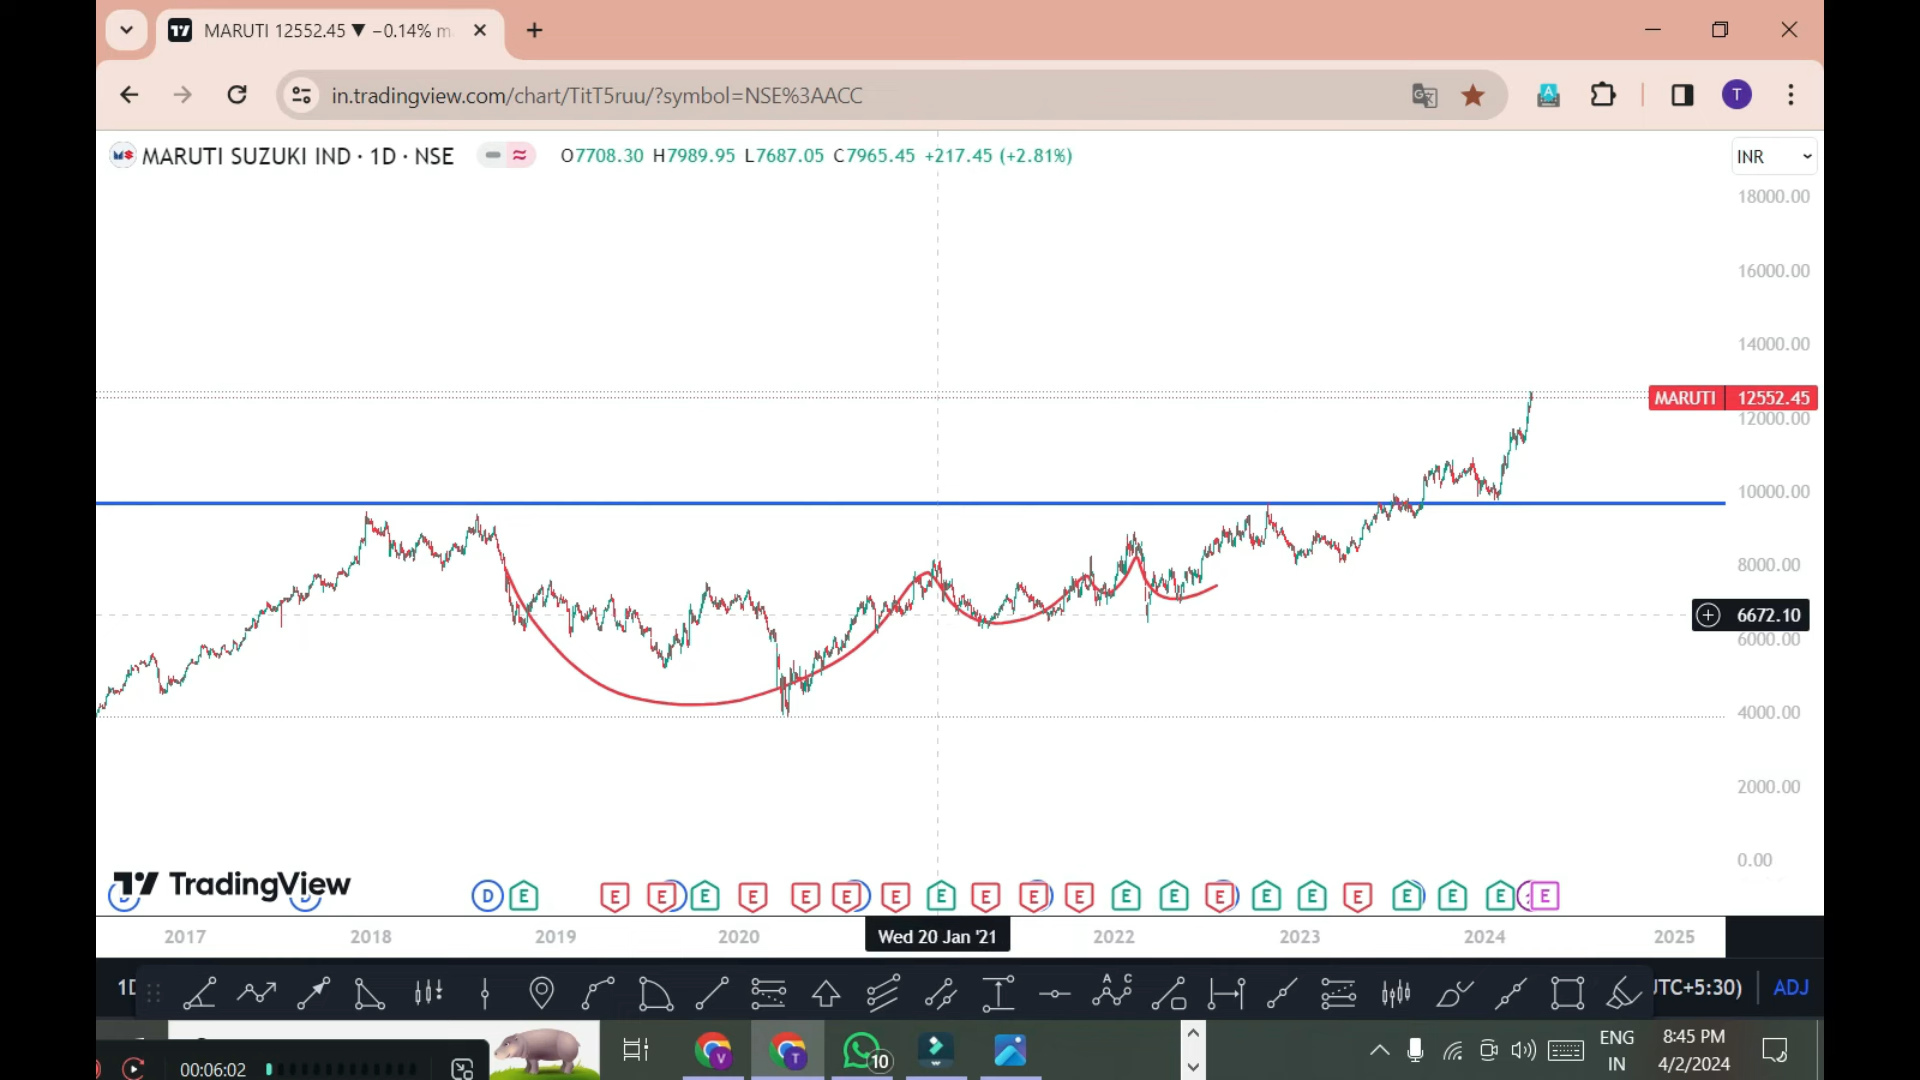 MARUTI 12552.45 ▼ −0.14% m
in.tradingview.com/chart/TitT5ruu/?symbol=NSE%3AACC
T
MARUTI SUZUKI IND · 1D · NSE
O7708.30 H7989.95 L7687.05 C7965.45 +217.45 (+2.81%)
INR
18000.00
16000.00
14000.00
MARUTI 12552.45
12000.00
10000.00
8000.00
6672.10
6000.00
4000.00
2000.00
0.00
TradingView
D E E E E E E E E E E E E E E E E E E E E E E
2017 2018 2019 2020 Wed 20 Jan '21 2022 2023 2024 2025
1D
A C
UTC+5:30)
ADJ
00:06:02
V
T
10
ENG
IN
8:45 PM
4/2/2024